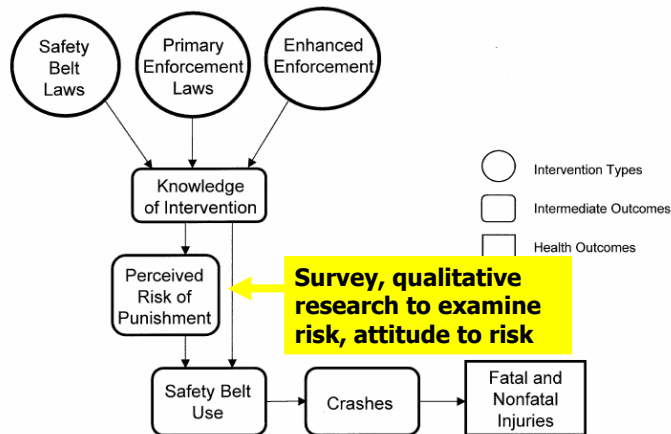 Safety
Belt
Laws
Primary
Enforcement
Laws
Enhanced
Enforcement
Knowledge
of Intervention
Intervention Types
Intermediate Outcomes
Health Outcomes
Perceived
Risk of
Punishment
Survey, qualitative
research to examine
risk, attitude to risk
Safety Belt
Use
Crashes
Fatal and
Nonfatal
Injuries